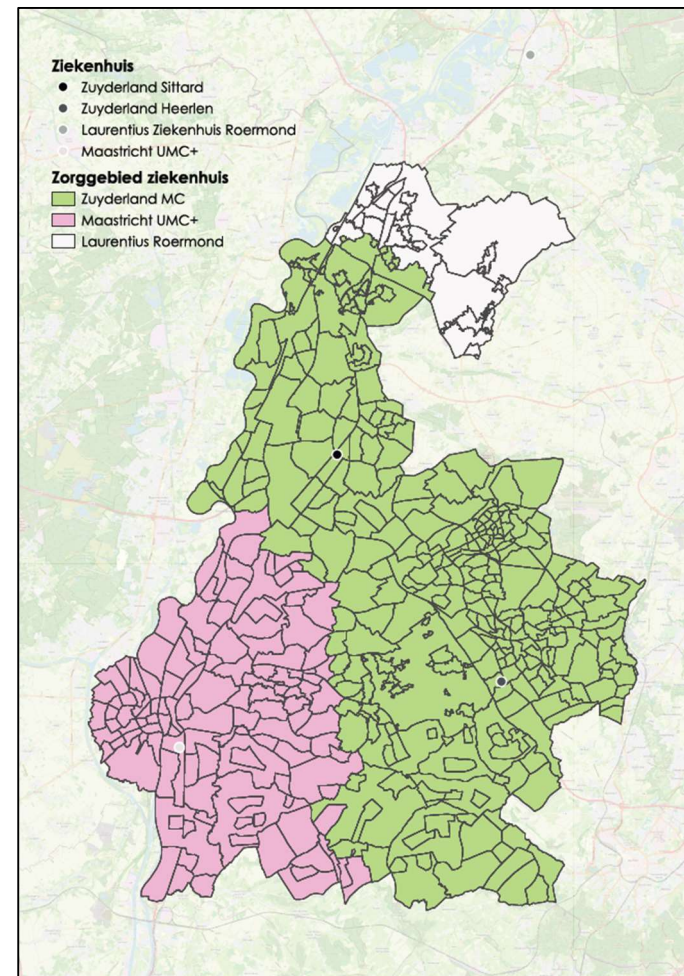 Ziekenhuis
Zuyderland Sittard
Zuyderland Heerlen
Laurentius Ziekenhuis Roermond
Maastricht UMC+
Zorggebied ziekenhuis
Zuyderland MC
Maastricht UMC+
Laurentius Roermond